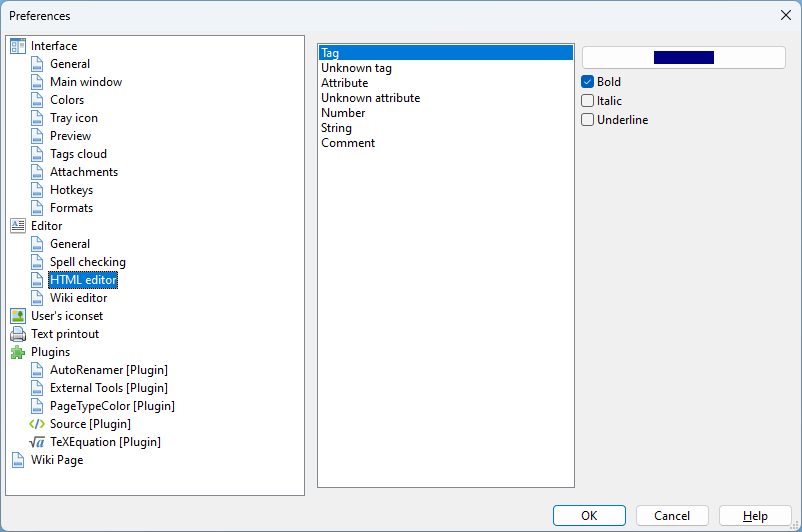 Preferences
Interface
General
Main window
Colors
Tray icon
Preview
Tags cloud
Attachments
Hotkeys
Formats
Editor
General
Spell checking
HTML editor
Wiki editor
User's iconset
Text printout
Plugins
AutoRenamer [Plugin]
External Tools [Plugin]
PageTypeColor [Plugin]
Source [Plugin]
TeXEquation [Plugin]
Wiki Page
Tag
Unknown tag
Attribute
Unknown attribute
Number
String
Comment
Bold
Italic
Underline
OK
Cancel
Help